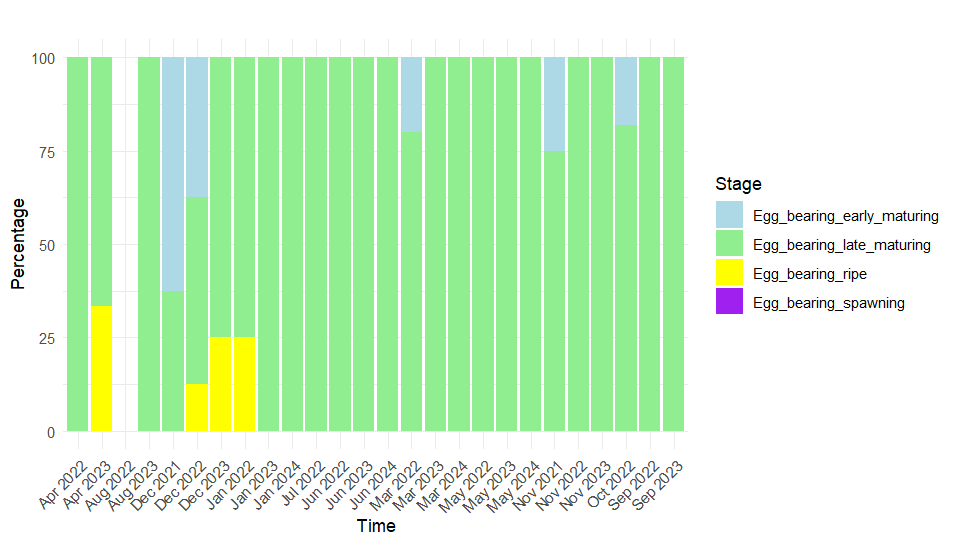 100
75
50
25
0
Percentage
Apr 2022
Apr 2023
Aug 2022
Aug 2023
Dec 2021
Dec 2022
Dec 2023
Jan 2022
Jan 2023
Jan 2024
Jul 2022
Jun 2022
Jun 2023
Jun 2024
Mar 2022
Mar 2023
Mar 2024
May 2022
May 2023
May 2024
Nov 2021
Nov 2022
Nov 2023
Oct 2022
Sep 2022
Sep 2023
Time
Stage
Egg_bearing_early_maturing
Egg_bearing_late_maturing
Egg_bearing_ripe
Egg_bearing_spawning